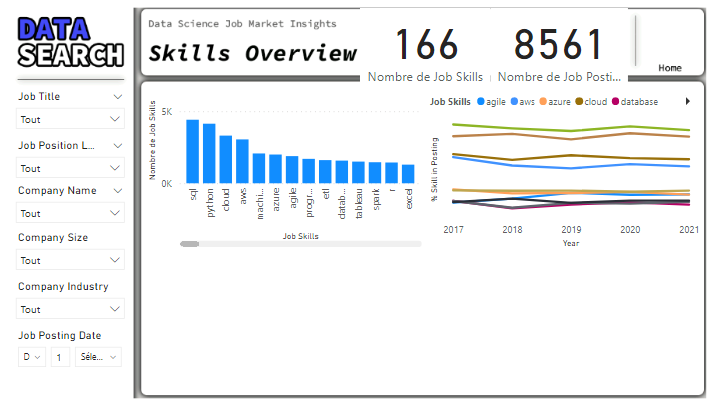 DATA
SEARCH
Job Title
Tout
Job Position L...
Tout
Company Name
Tout
Company Size
Tout
Company Industry
Tout
Job Posting Date
D
1
Séle...
Data Science Job Market Insights
Skills Overview
166
Nombre de Job Skills
8561
Nombre de Job Posti...
Home
Nombre de Job Skills
5K
0K
sql
python
cloud
aws
machi...
azure
agile
progr...
etl
datab...
tableau
spark
r
excel
Job Skills
Job Skills agile aws azure cloud database
% Skill in Posting
2017 2018 2019 2020 2021
Year